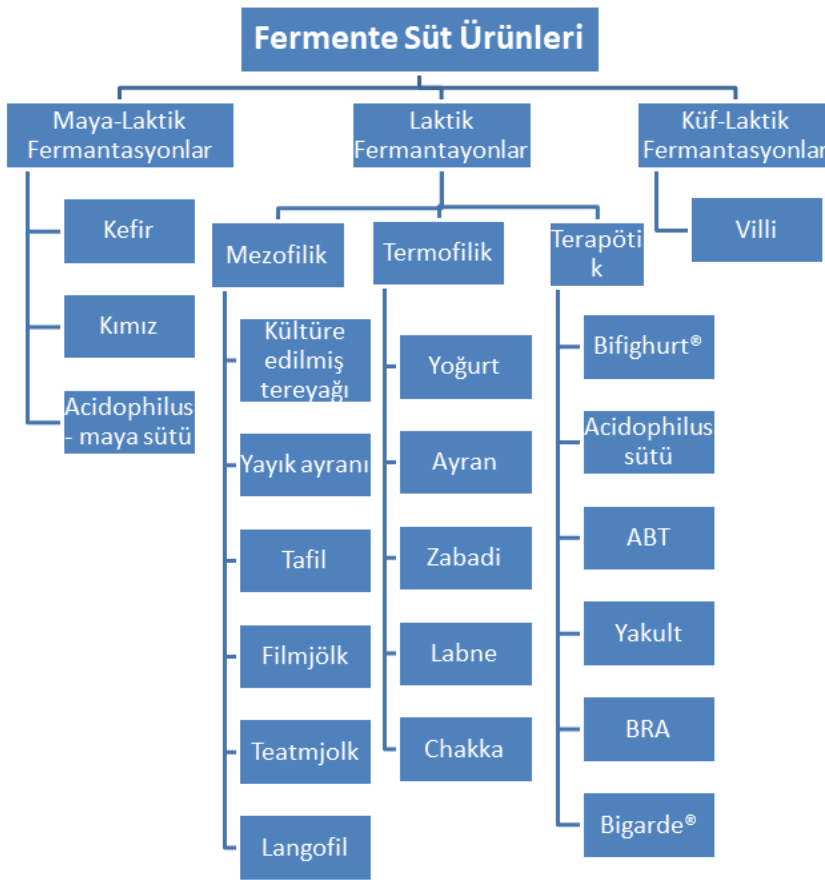 Fermente Süt Ürünleri
Maya-Laktik
Fermantasyonlar
Laktik
Fermantayonlar
Küf-Laktik
Fermantasyonlar
Kefir
Kımız
Acidophilus
- maya sütü
Mezofilik
Kültüre
edilmiş
tereyağı
Yayık ayranı
Tafil
Filmjölk
Teatmjolk
Langofil
Termofilik
Yoğurt
Ayran
Zabadi
Labne
Chakka
Terapöti
k
Bifighurt®
Acidophilus
sütü
ABT
Yakult
BRA
Bigarde®
Villi